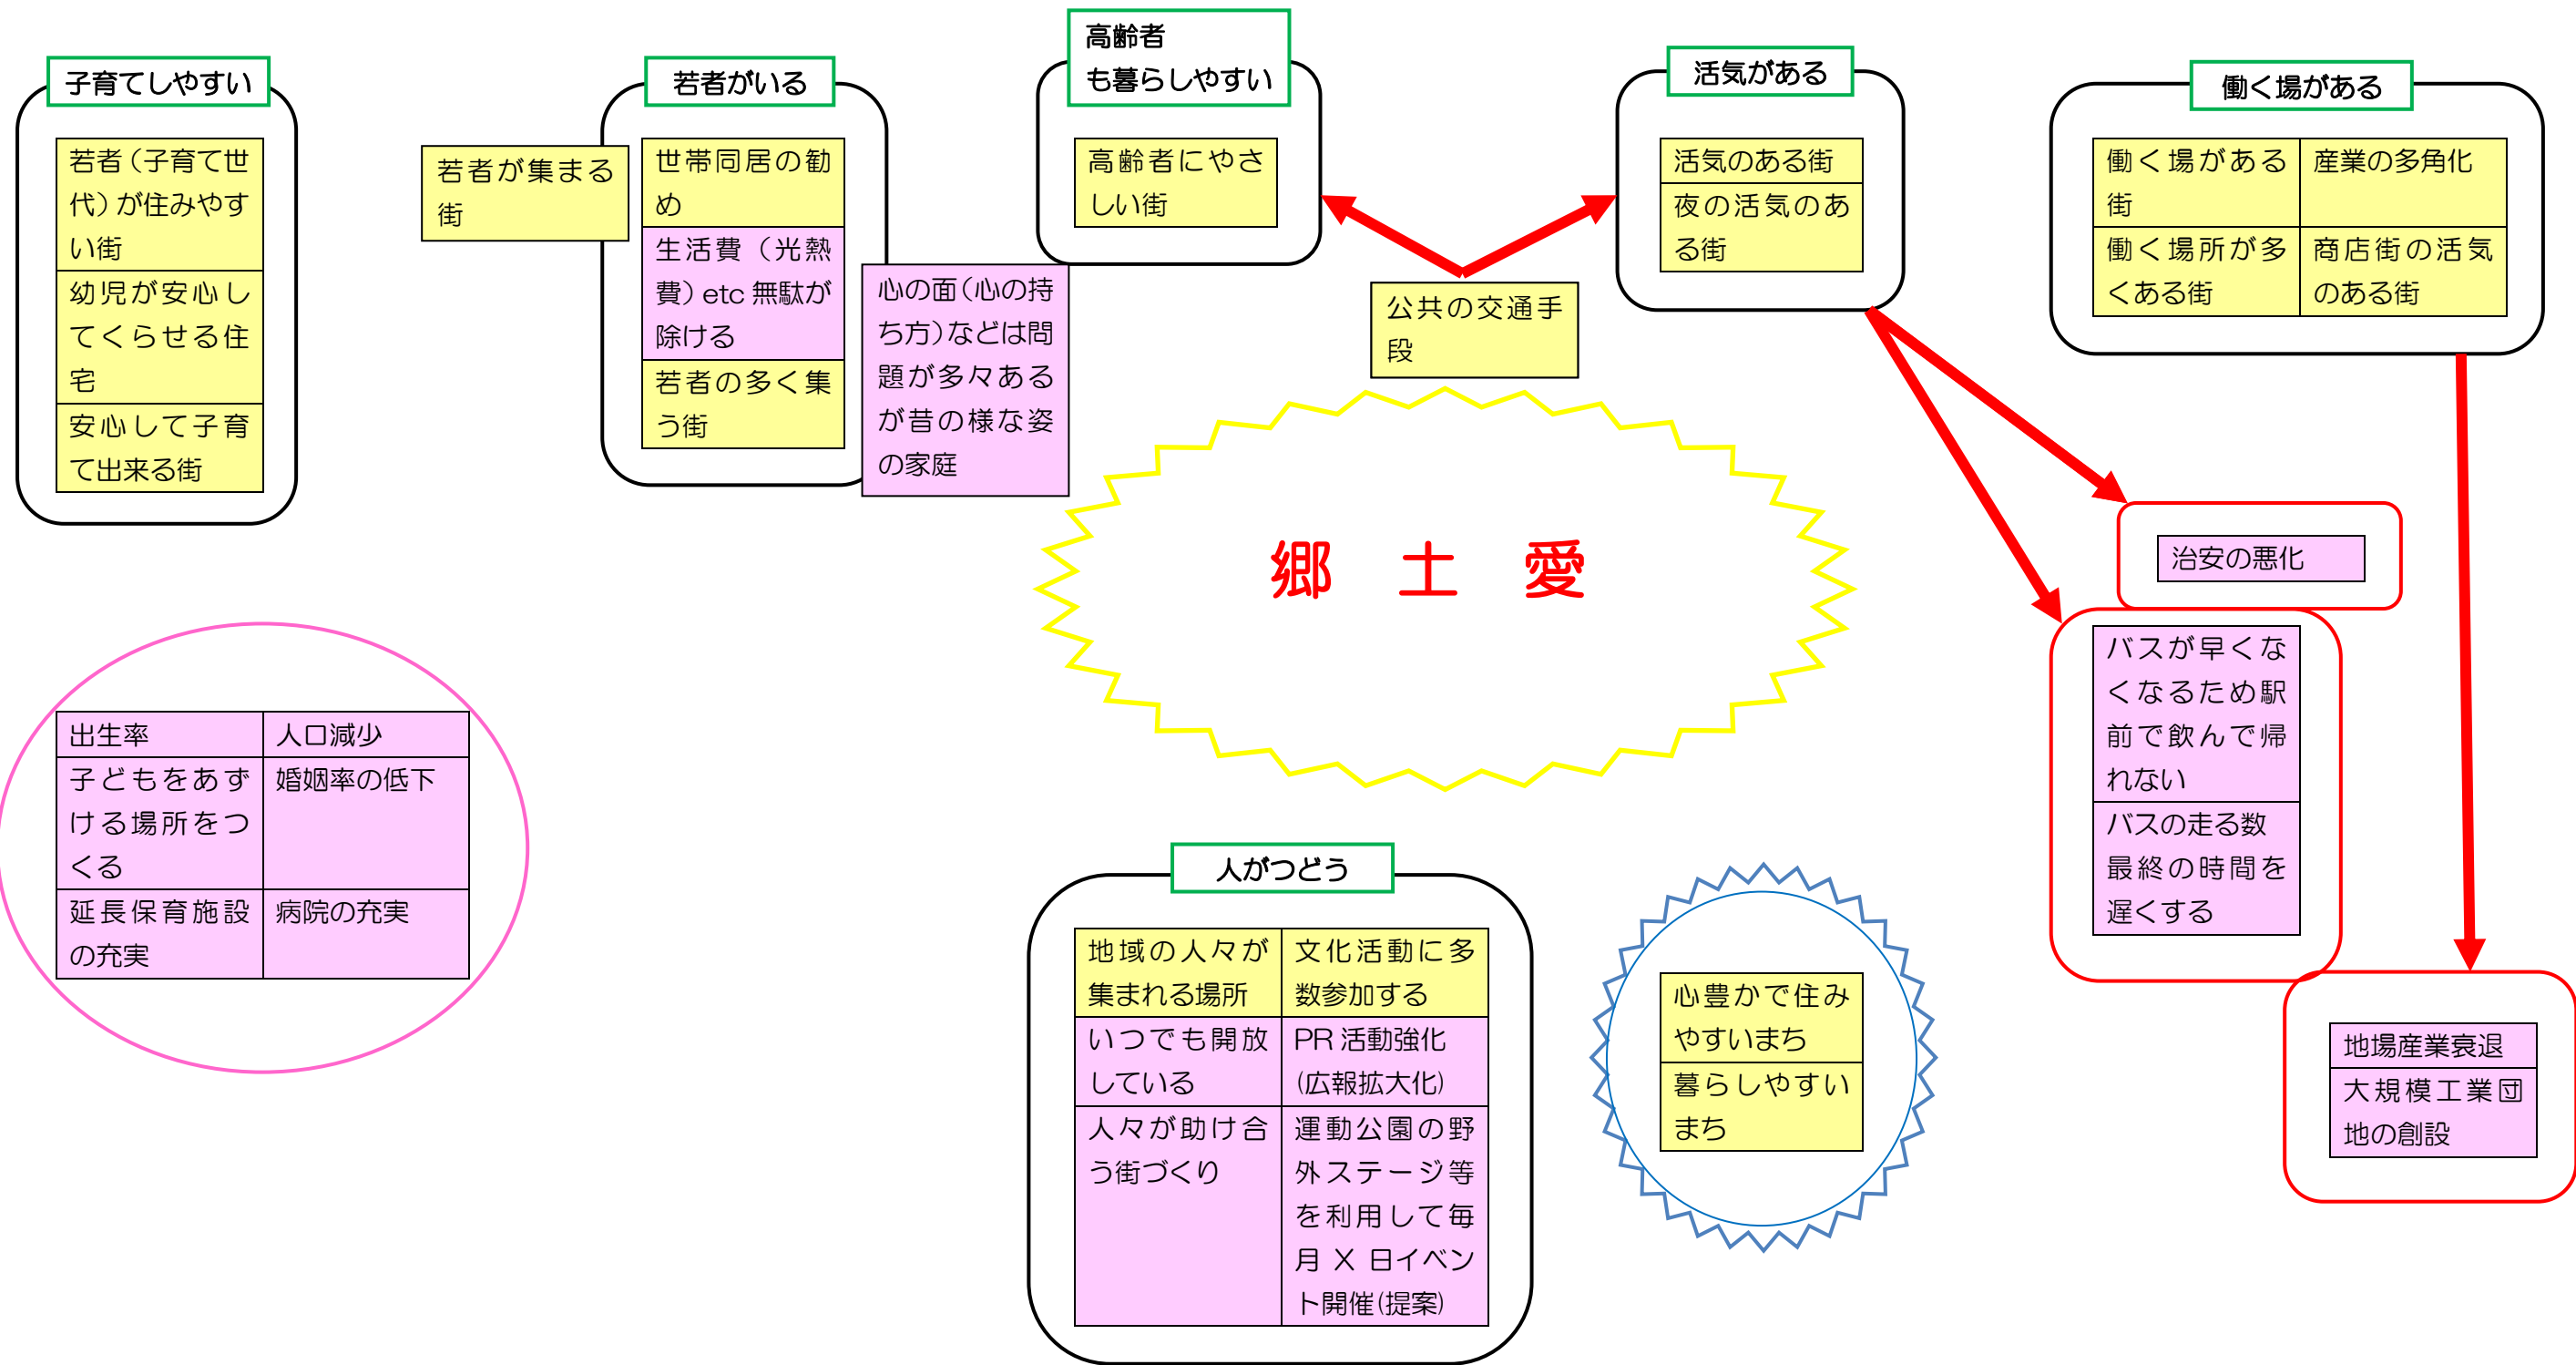 子育てしやすい
若者（子育て世
代）が住みやす
い街
幼児が安心し
てくらせる住
宅
安心して子育
て出来る街
若者がいる
若者が集まる
街
世帯同居の勧
め
生活費（光熱
費）etc 無駄が
除ける
若者の多く集
う街
心の面（心の持
ち方）などは問
題が多々ある
が昔の様な姿
の家庭
高齢者
も暮らしやすい
高齢者にやさ
しい街
公共の交通手
段
活気がある
活気のある街
夜の活気のあ
る街
働く場がある
働く場がある
街
産業の多角化
働く場所が多
くある街
商店街の活気
のある街
郷 土 愛
治安の悪化
バスが早くな
くなるため駅
前で飲んで帰
れない
バスの走る数
最終の時間を
遅くする
地場産業衰退
大規模工業団
地の創設
出生率
人口減少
子どもをあず
ける場所をつ
くる
婚姻率の低下
延長保育施設
の充実
病院の充実
人がつどう
地域の人々が
集まれる場所
文化活動に多
数参加する
いつでも開放
している
PR 活動強化
（広報拡大化）
人々が助け合
う街づくり
運動公園の野
外ステージ等
を利用して毎
月 X 日イベン
ト開催（提案）
心豊かで住み
やすいまち
暮らしやすい
まち